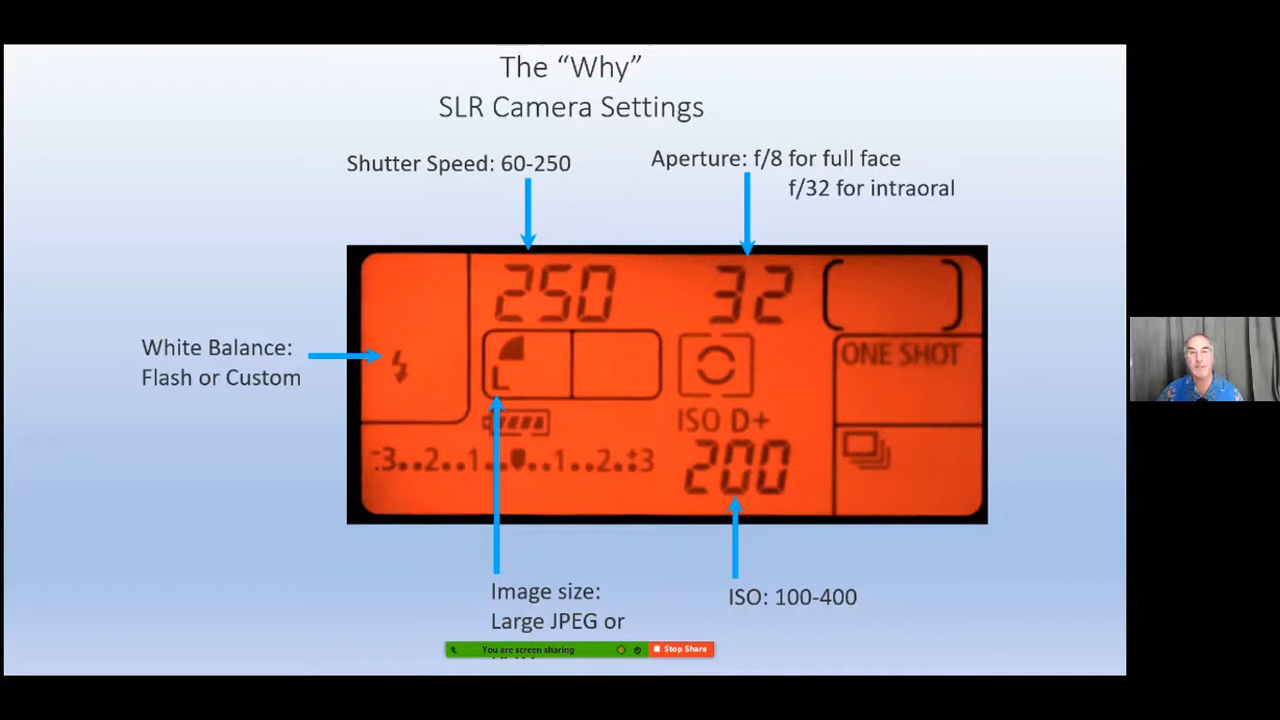 The “Why”
SLR Camera Settings
Shutter Speed: 60-250
Aperture: f/8 for full face
f/32 for intraoral
250
32
White Balance:
Flash or Custom
L
ONE SHOT
ISO D+
-3..2..1...1..2.+3
200
Image size:
Large JPEG or
ISO: 100-400
You are screen sharing
Stop Share